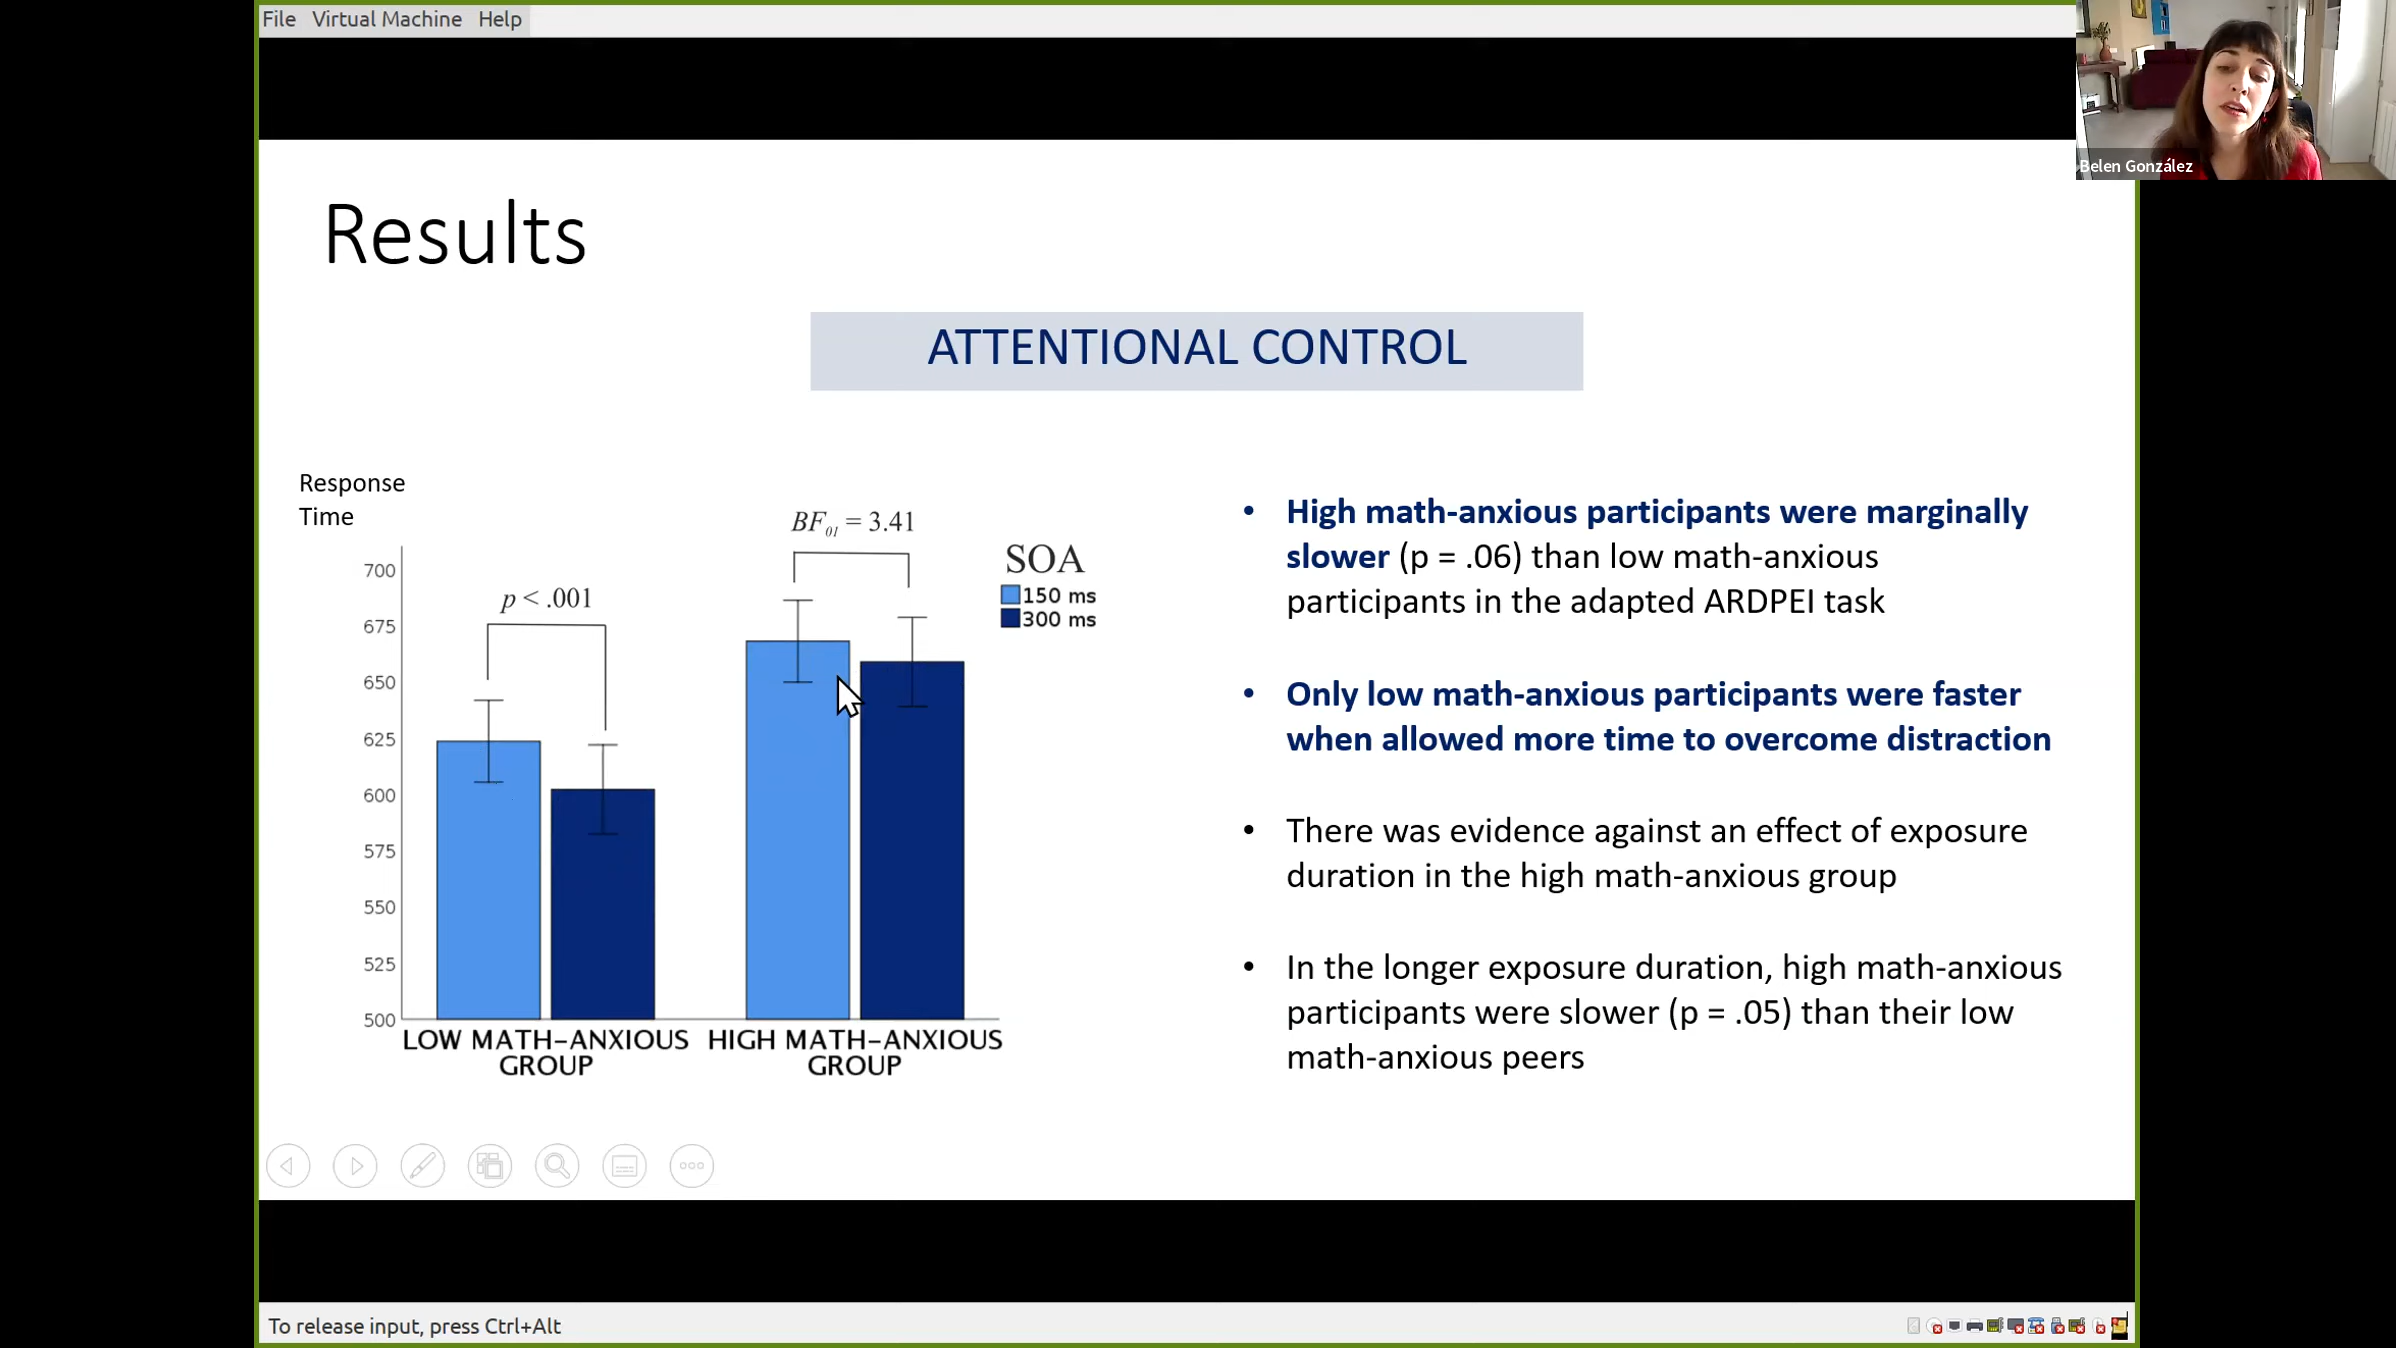 File Virtual Machine Help
Belen González
Results
ATTENTIONAL CONTROL
Response
Time
700
675
650
625
600
575
550
525
500
p < .001
BF01 = 3.41
SOA
150 ms
300 ms
LOW MATH-ANXIOUS
GROUP
HIGH MATH-ANXIOUS
GROUP
• High math-anxious participants were marginally
slower (p = .06) than low math-anxious
participants in the adapted ARDPEI task
• Only low math-anxious participants were faster
when allowed more time to overcome distraction
• There was evidence against an effect of exposure
duration in the high math-anxious group
• In the longer exposure duration, high math-anxious
participants were slower (p = .05) than their low
math-anxious peers
To release input, press Ctrl+Alt